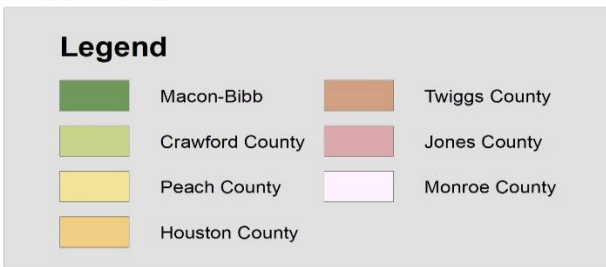 Legend
Macon-Bibb
Twiggs County
Crawford County
Jones County
Peach County
Monroe County
Houston County